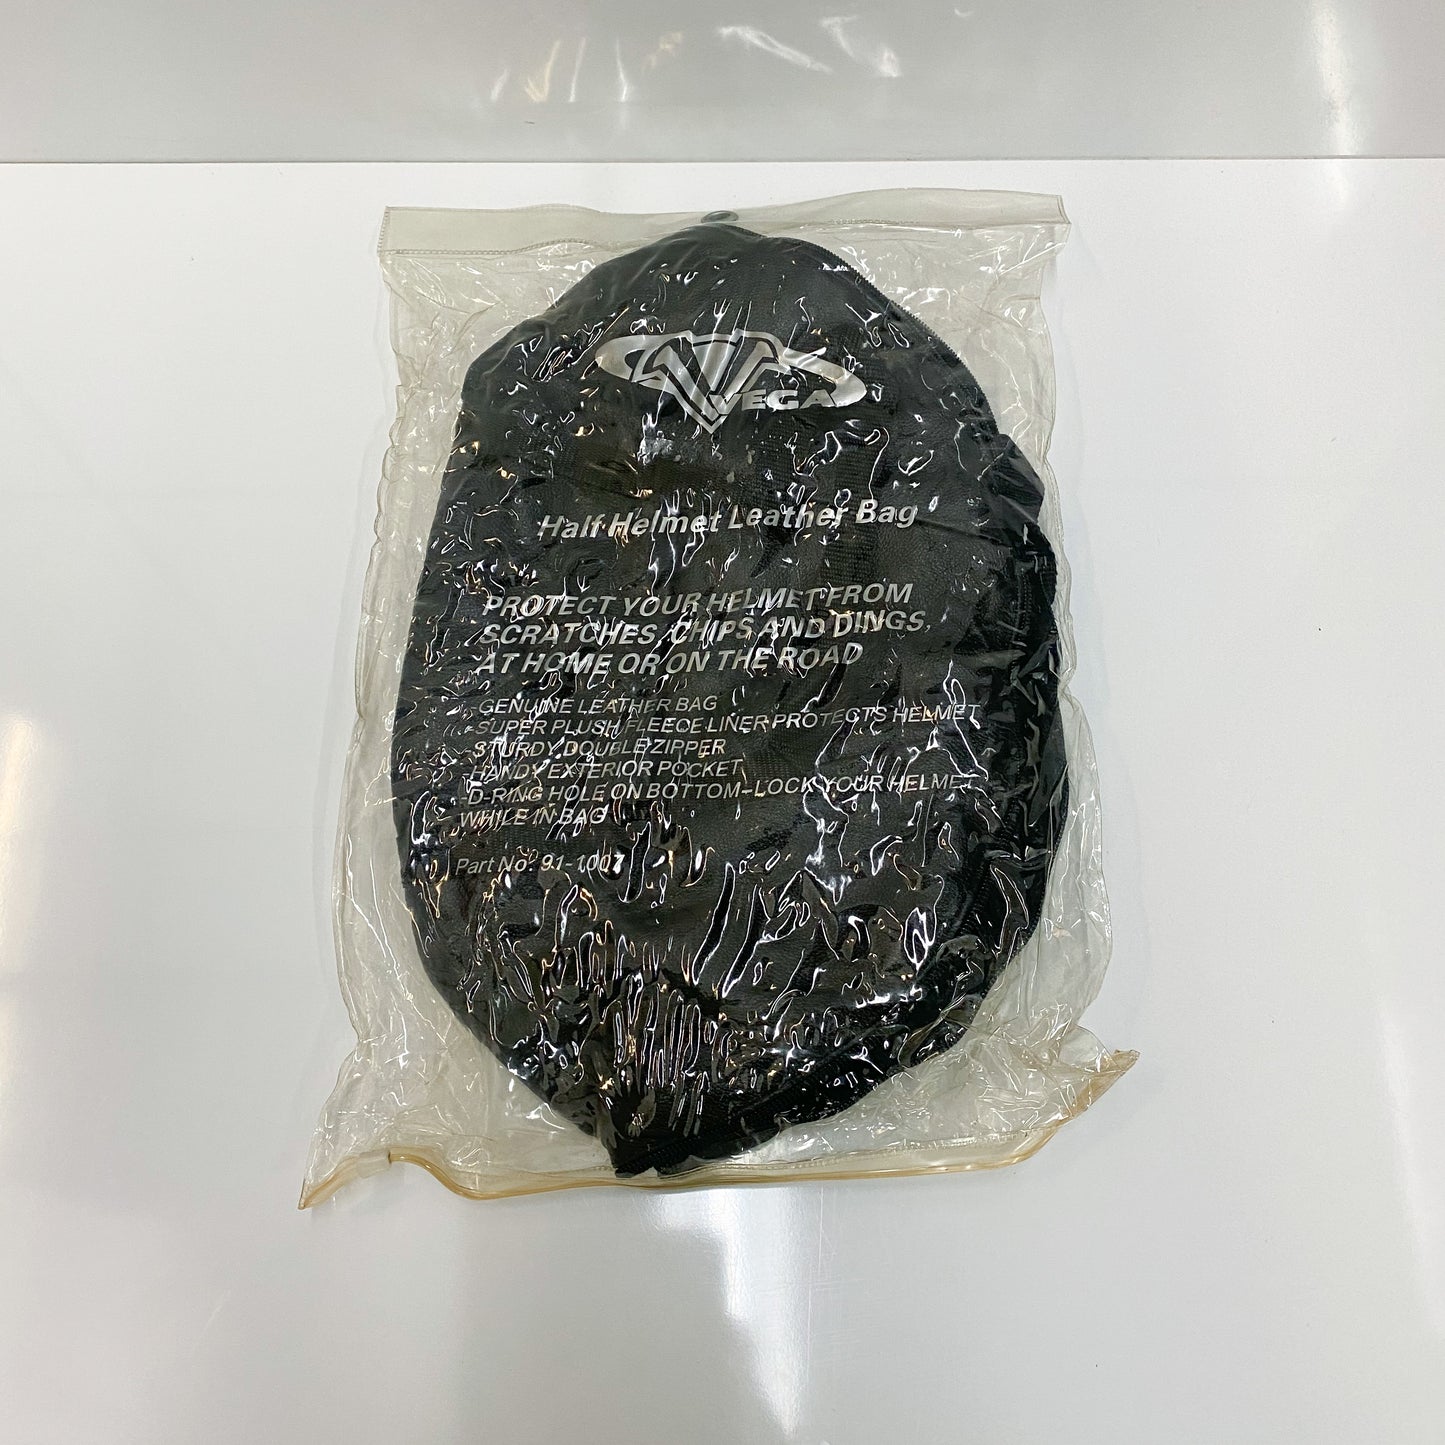 VEGA
Half Helmet Leather Bag
PROTECT YOUR HELMET FROM
SCRATCHES, CHIPS AND DINGS,
AT HOME OR ON THE ROAD
-GENUINE LEATHER BAG
-SUPER PLUSH FLEECE LINER PROTECTS HELMET
-STURDY DOUBLE ZIPPER
-HANDY EXTERIOR POCKET
-D-RING HOLE ON BOTTOM-LOCK YOUR HELMET
WHILE IN BAG
Part No: 91-1007